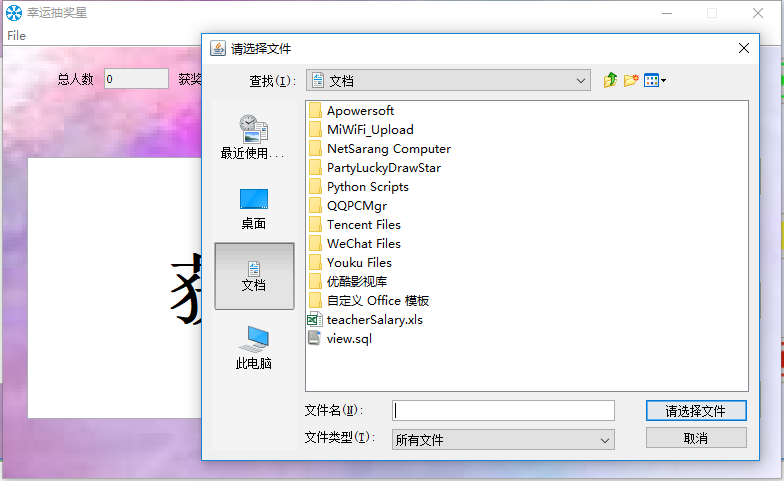 幸运抽奖星
File
总人数 0 获奖
请选择文件
查找(I): 文档
最近使用...
桌面
文档
此电脑
Apowersoft
MiWiFi_Upload
NetSarang Computer
PartyLuckyDrawStar
Python Scripts
QQPCMgr
Tencent Files
WeChat Files
Youku Files
优酷影视库
自定义 Office 模板
teacherSalary.xls
view.sql
文件名(N):
请选择文件
文件类型(T): 所有文件
取消